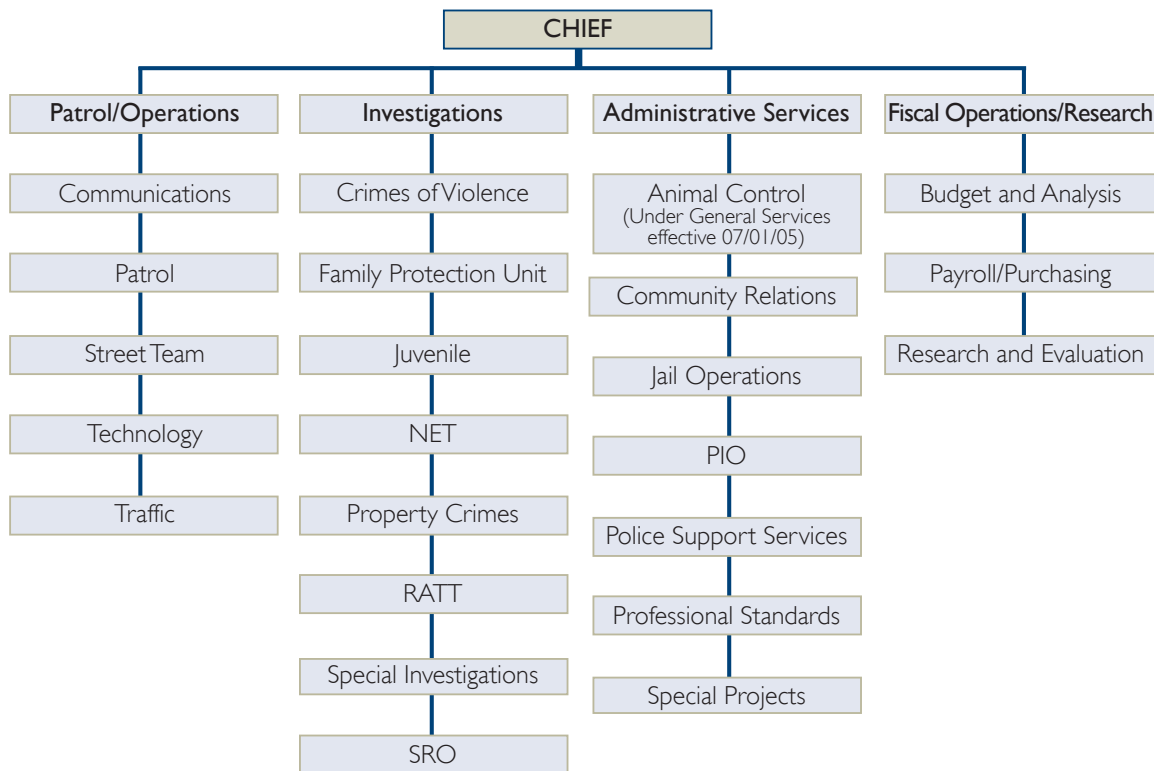 CHIEF
Patrol/Operations
Communications
Patrol
Street Team
Technology
Traffic
Investigations
Crimes of Violence
Family Protection Unit
Juvenile
NET
Property Crimes
RATT
Special Investigations
SRO
Administrative Services
Animal Control
(Under General Services
effective 07/01/05)
Community Relations
Jail Operations
PIO
Police Support Services
Professional Standards
Special Projects
Fiscal Operations/Research
Budget and Analysis
Payroll/Purchasing
Research and Evaluation